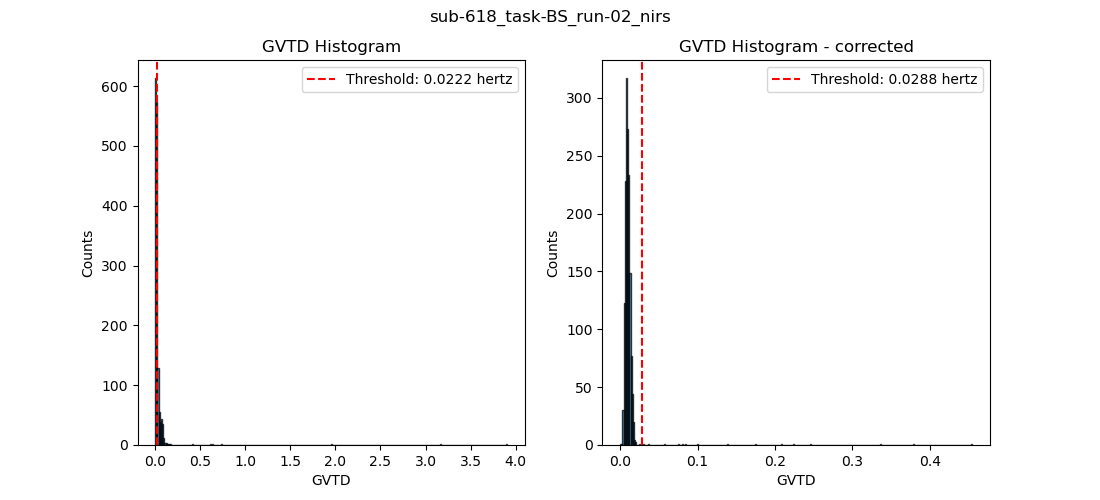 sub-618_task-BS_run-02_nirs
GVTD Histogram
Threshold: 0.0222 hertz
Counts
600
500
400
300
200
100
0
0.0 0.5 1.0 1.5 2.0 2.5 3.0 3.5 4.0
GVTD
GVTD Histogram - corrected
Threshold: 0.0288 hertz
Counts
300
250
200
150
100
50
0
0.0 0.1 0.2 0.3 0.4
GVTD